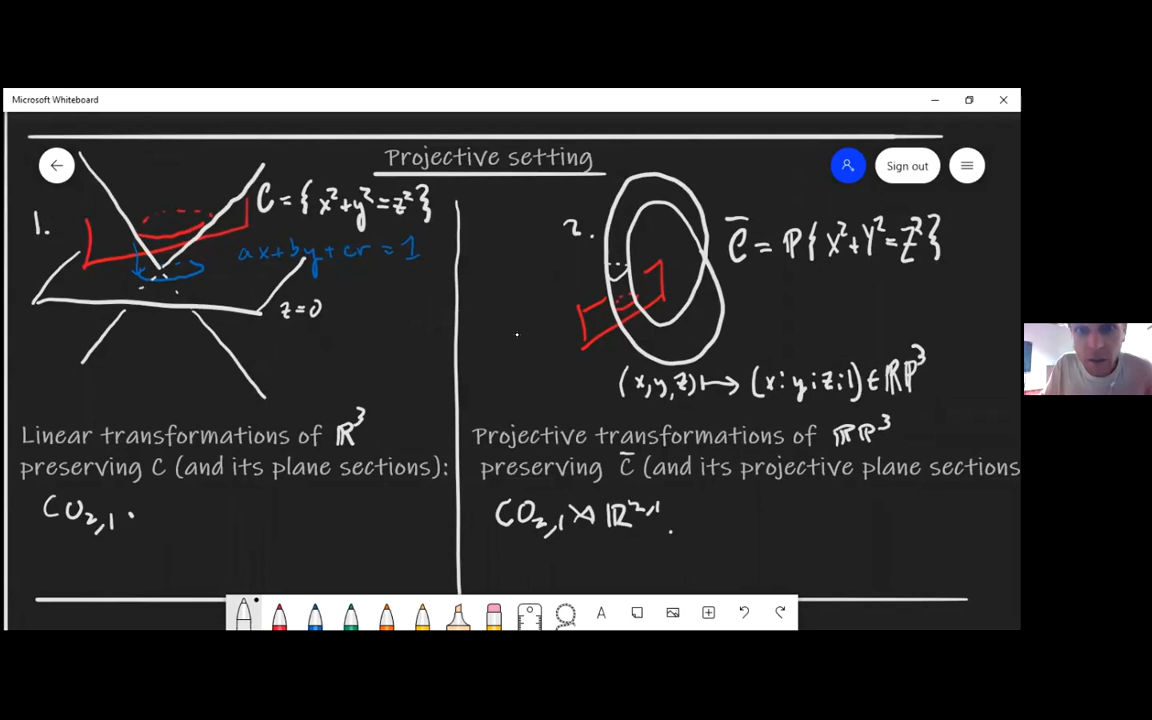 Microsoft Whiteboard
Projective setting
Sign out
1.
C = { x² + y² = z² }
ax + by + cr = 1
z = 0
2.
C̅ = P{ X² + Y² = Z² }
(x, y, z) ↦ (x : y : z : 1) ∈ ℝP³
Linear transformations of ℝ³
preserving C (and its plane sections):
CO₂,₁ .
Projective transformations of ℝP³
preserving C̅ (and its projective plane sections
CO₂,₁ ⋊ ℝ²,¹ .
A